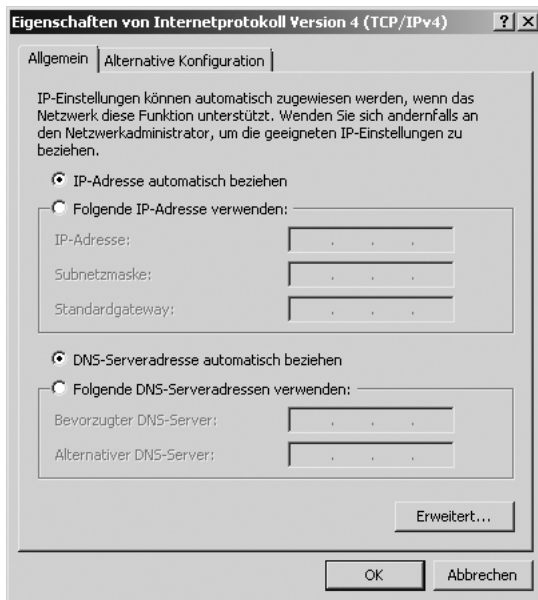 Eigenschaften von Internetprotokoll Version 4 (TCP/IPv4)
Allgemein
Alternative Konfiguration
IP-Einstellungen können automatisch zugewiesen werden, wenn das
Netzwerk diese Funktion unterstützt. Wenden Sie sich andernfalls an
den Netzwerkadministrator, um die geeigneten IP-Einstellungen zu
beziehen.
IP-Adresse automatisch beziehen
Folgende IP-Adresse verwenden:
IP-Adresse:
Subnetzmaske:
Standardgateway:
DNS-Serveradresse automatisch beziehen
Folgende DNS-Serveradressen verwenden:
Bevorzugter DNS-Server:
Alternativer DNS-Server:
Erweitert...
OK
Abbrechen